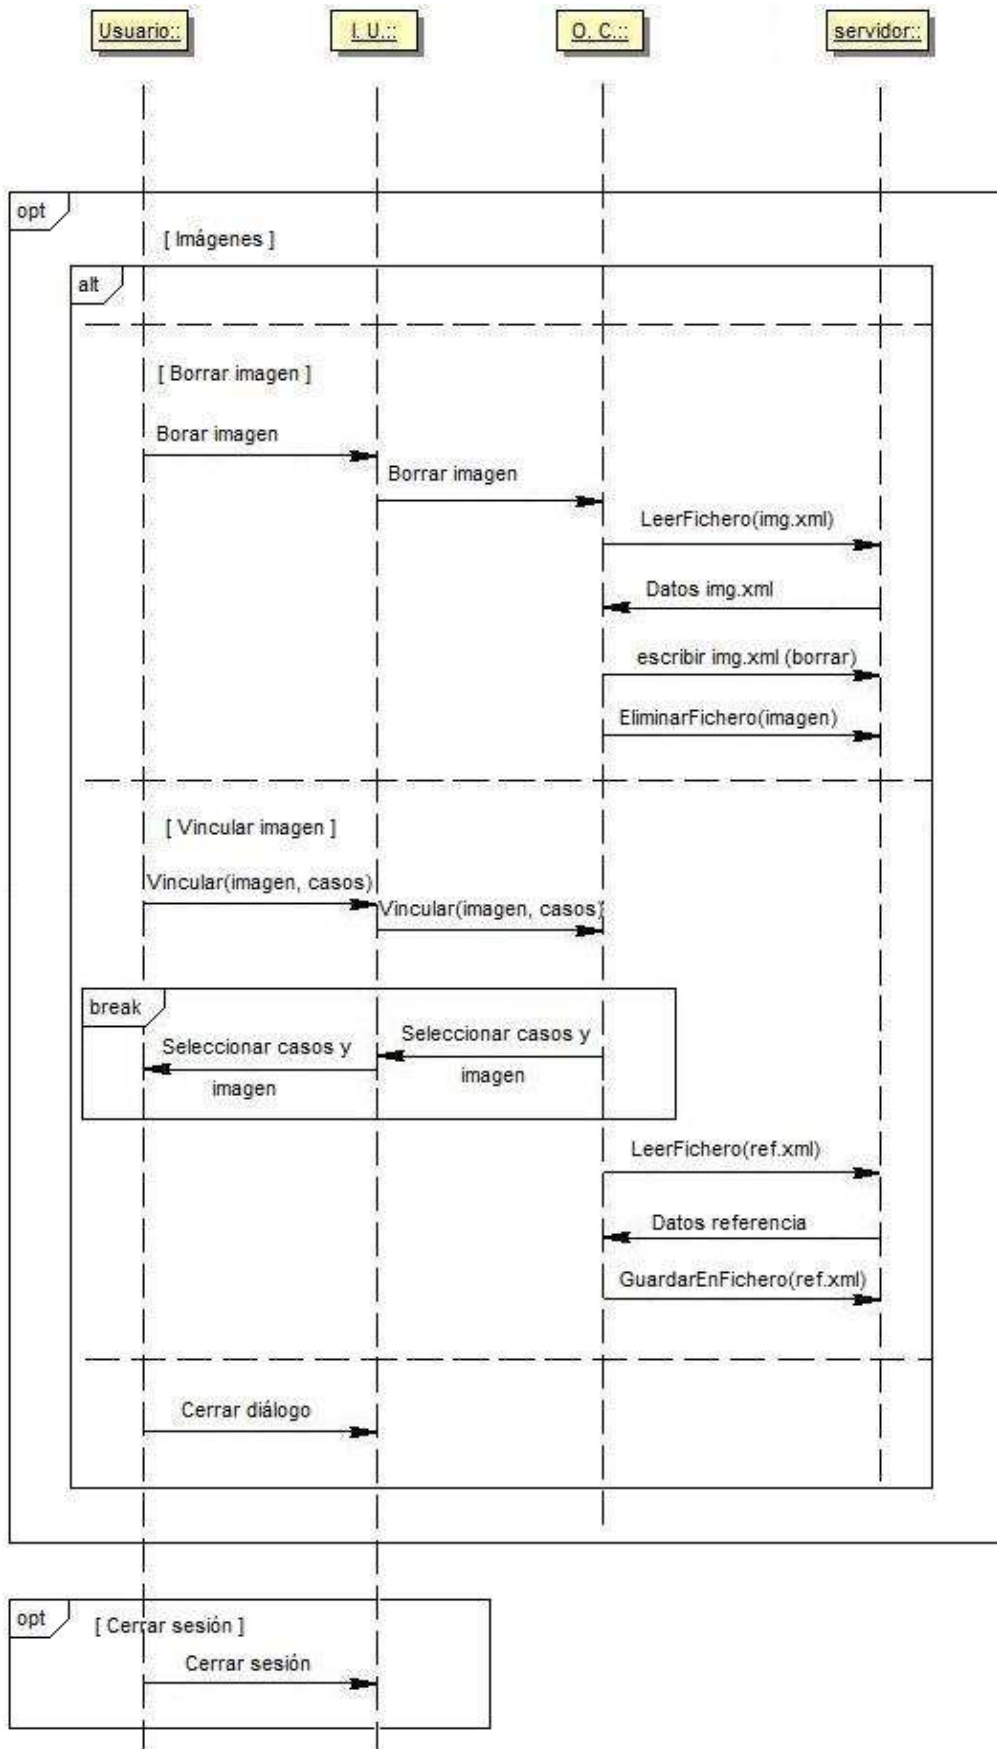 Usuario::
I. U.::
O. C.::
servidor::
opt
[ Imágenes ]
alt
[ Borrar imagen ]
Borar imagen
Borrar imagen
LeerFichero(img.xml)
Datos img.xml
escribir img.xml (borrar)
EliminarFichero(imagen)
[ Vincular imagen ]
Vincular(imagen, casos)
Vincular(imagen, casos)
break
Seleccionar casos y
imagen
Seleccionar casos y
imagen
LeerFichero(ref.xml)
Datos referencia
GuardarEnFichero(ref.xml)
Cerrar diálogo
opt
[ Cerrar sesión ]
Cerrar sesión